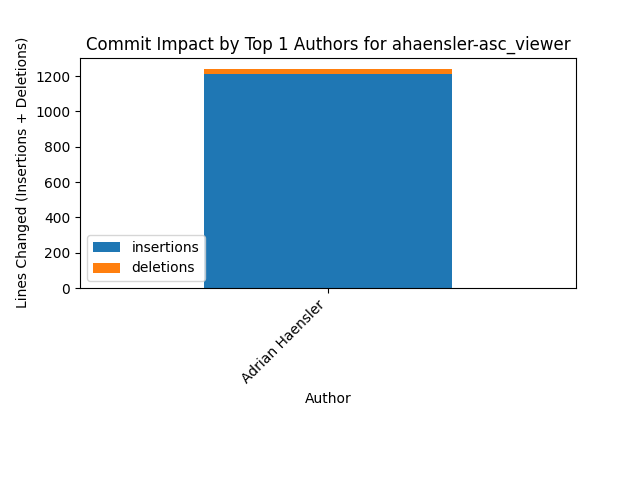 Commit Impact by Top 1 Authors for ahaensler-asc_viewer
Lines Changed (Insertions + Deletions)
1200
1000
800
600
400
200
0
insertions
deletions
Adrian Haensler
Author